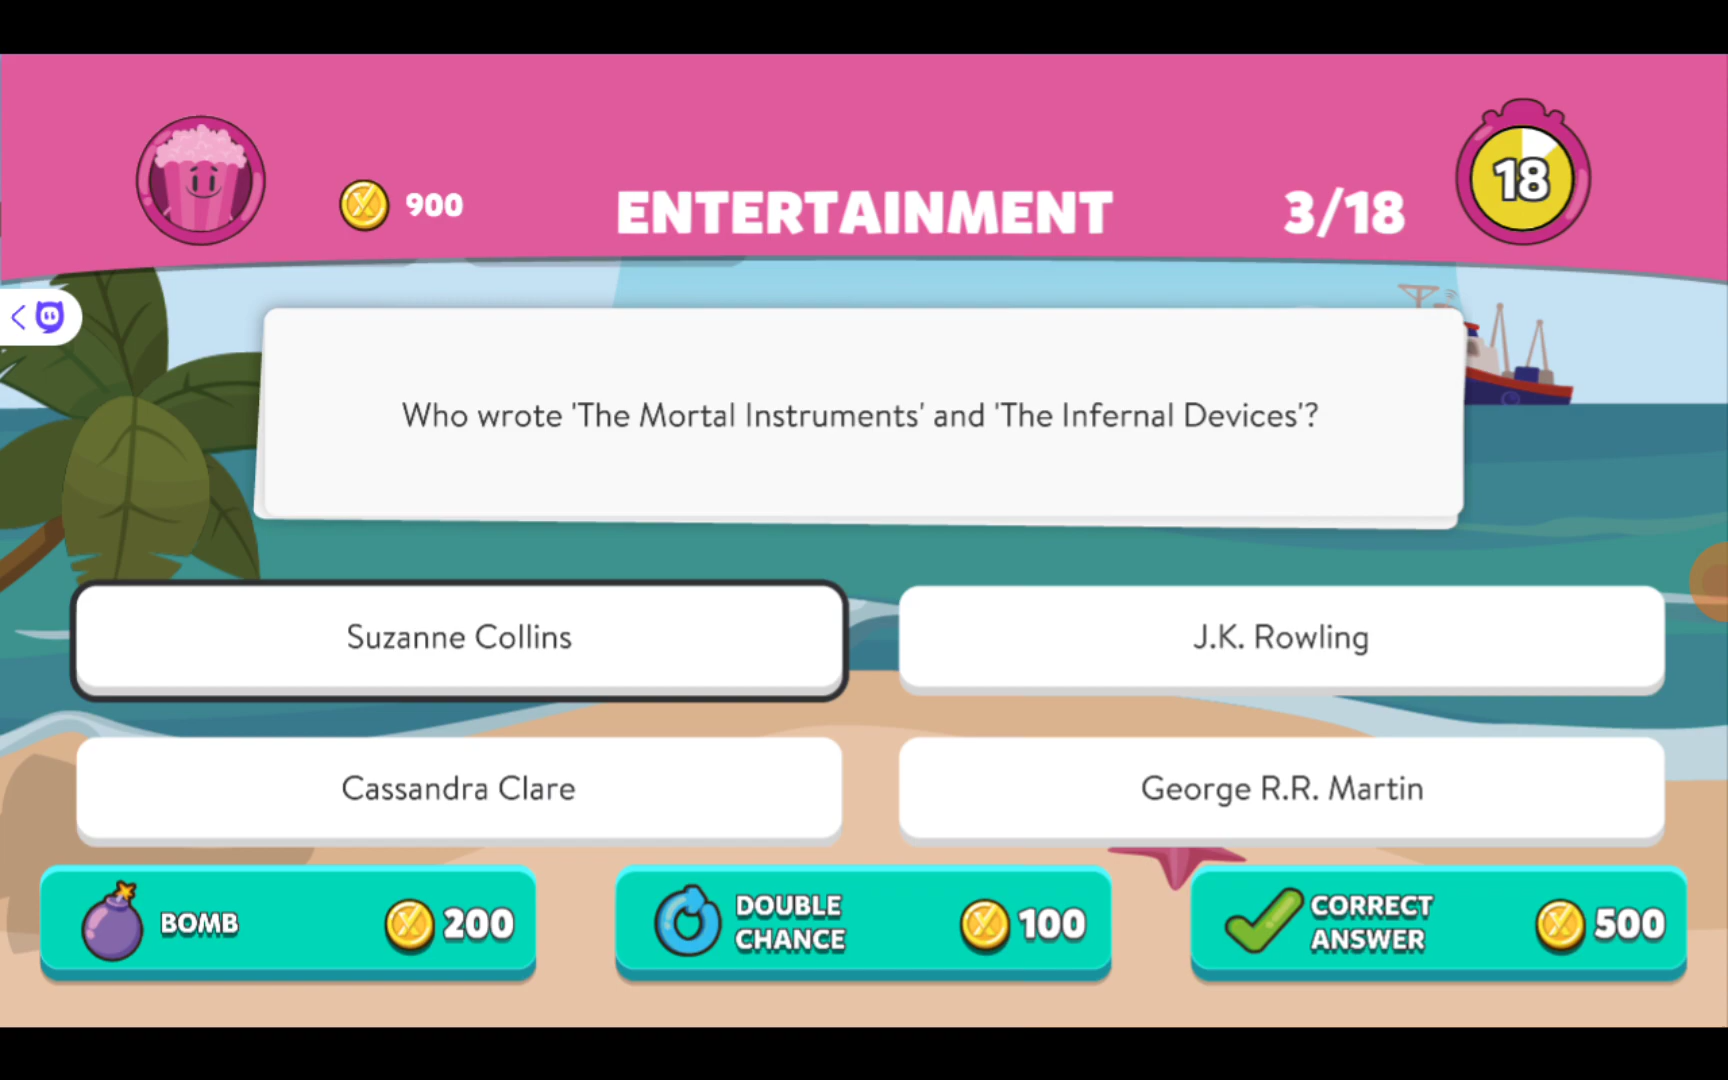 900
ENTERTAINMENT
3/18
18
Who wrote 'The Mortal Instruments' and 'The Infernal Devices'?
Suzanne Collins
J.K. Rowling
Cassandra Clare
George R.R. Martin
BOMB
200
DOUBLE
CHANCE
100
CORRECT
ANSWER
500